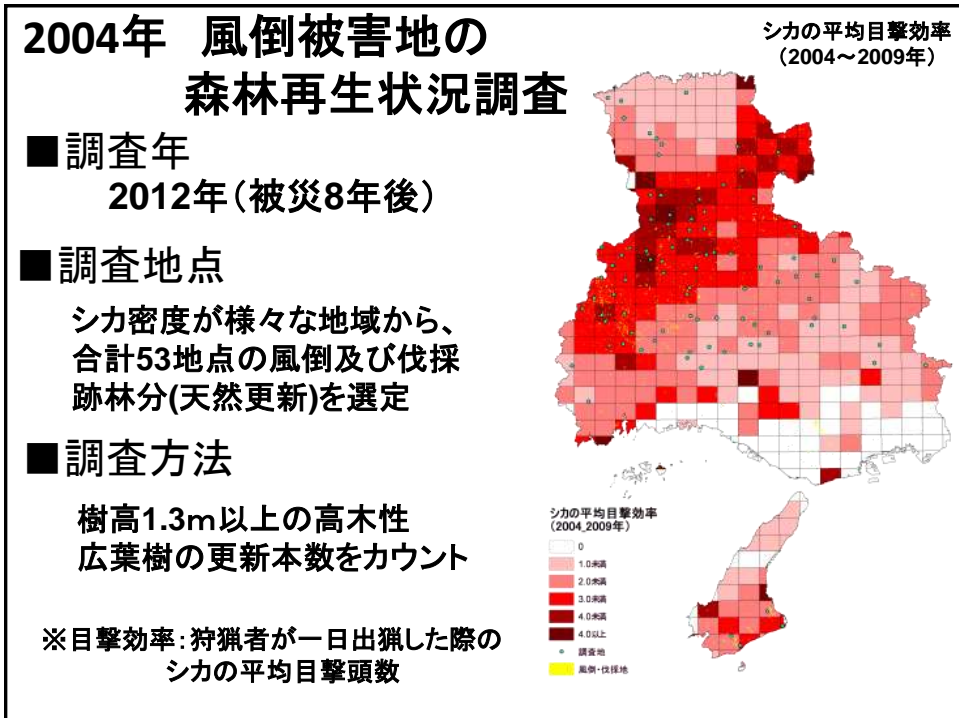 2004年 風倒被害地の
森林再生状況調査
シカの平均目撃効率
（2004～2009年）
■調査年
2012年（被災8年後）
■調査地点
シカ密度が様々な地域から、
合計53地点の風倒及び伐採
跡林分(天然更新)を選定
■調査方法
樹高1.3ｍ以上の高木性
広葉樹の更新本数をカウント
※目撃効率：狩猟者が一日出猟した際の
シカの平均目撃頭数
シカの平均目撃効率
（2004_2009年）
0
1.0未満
2.0未満
3.0未満
4.0未満
4.0以上
調査地
風倒・伐採地